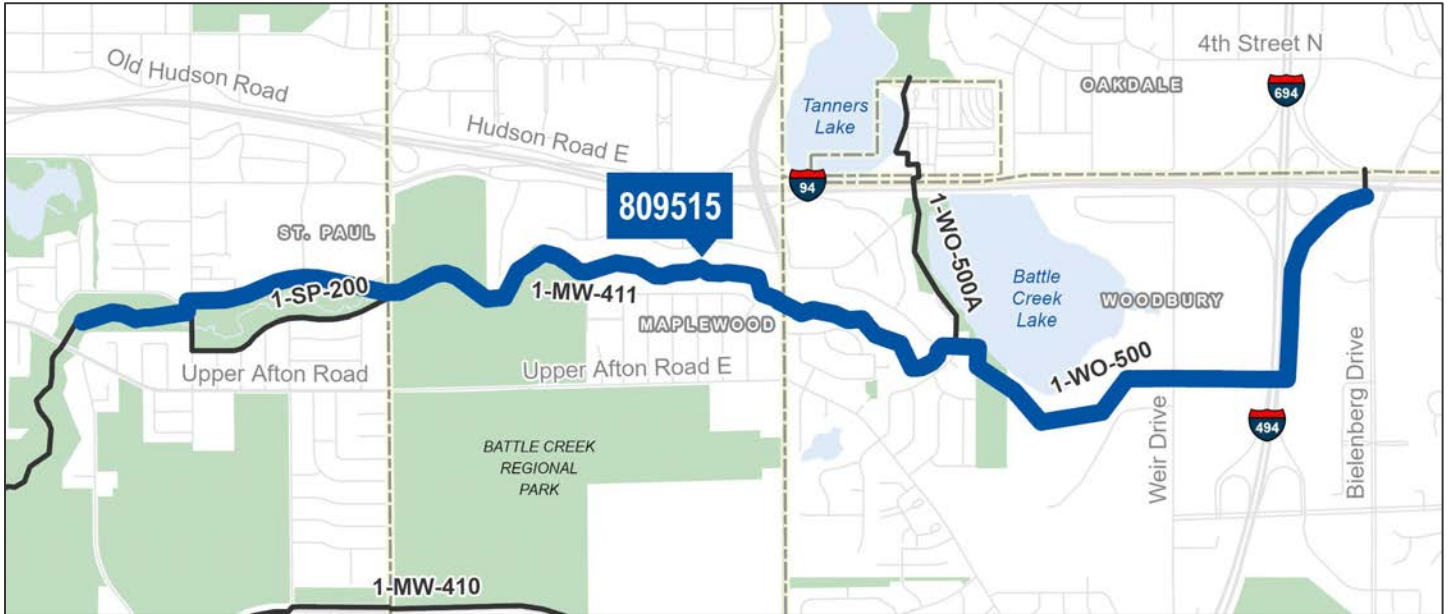 4th Street N
Old Hudson Road
694
OAKDALE
Tanners
Lake
Hudson Road E
94
809515
1-WO-500A
ST. PAUL
1-SP-200
1-MW-411
Battle
Creek
Lake
WOODBURY
MAPLEWOOD
1-WO-500
Upper Afton Road
Upper Afton Road E
Weir Drive
494
Bielenberg Drive
BATTLE CREEK
REGIONAL
PARK
1-MW-410